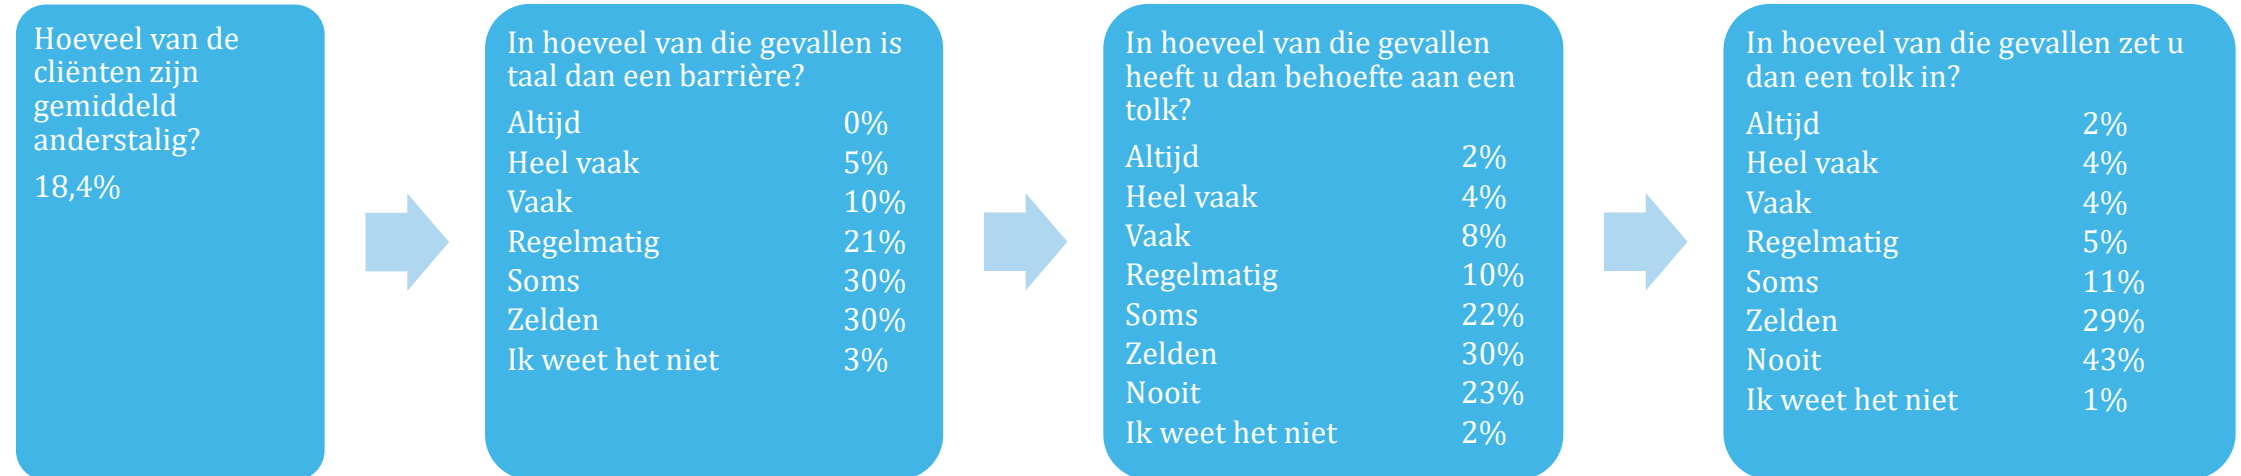 Hoeveel van de
cliënten zijn
gemiddeld
anderstalig?
18,4%
In hoeveel van die gevallen is
taal dan een barrière?
Altijd 0%
Heel vaak 5%
Vaak 10%
Regelmatig 21%
Soms 30%
Zelden 30%
Ik weet het niet 3%
In hoeveel van die gevallen
heeft u dan behoefte aan een
tolk?
Altijd 2%
Heel vaak 4%
Vaak 8%
Regelmatig 10%
Soms 22%
Zelden 30%
Nooit 23%
Ik weet het niet 2%
In hoeveel van die gevallen zet u
dan een tolk in?
Altijd 2%
Heel vaak 4%
Vaak 4%
Regelmatig 5%
Soms 11%
Zelden 29%
Nooit 43%
Ik weet het niet 1%